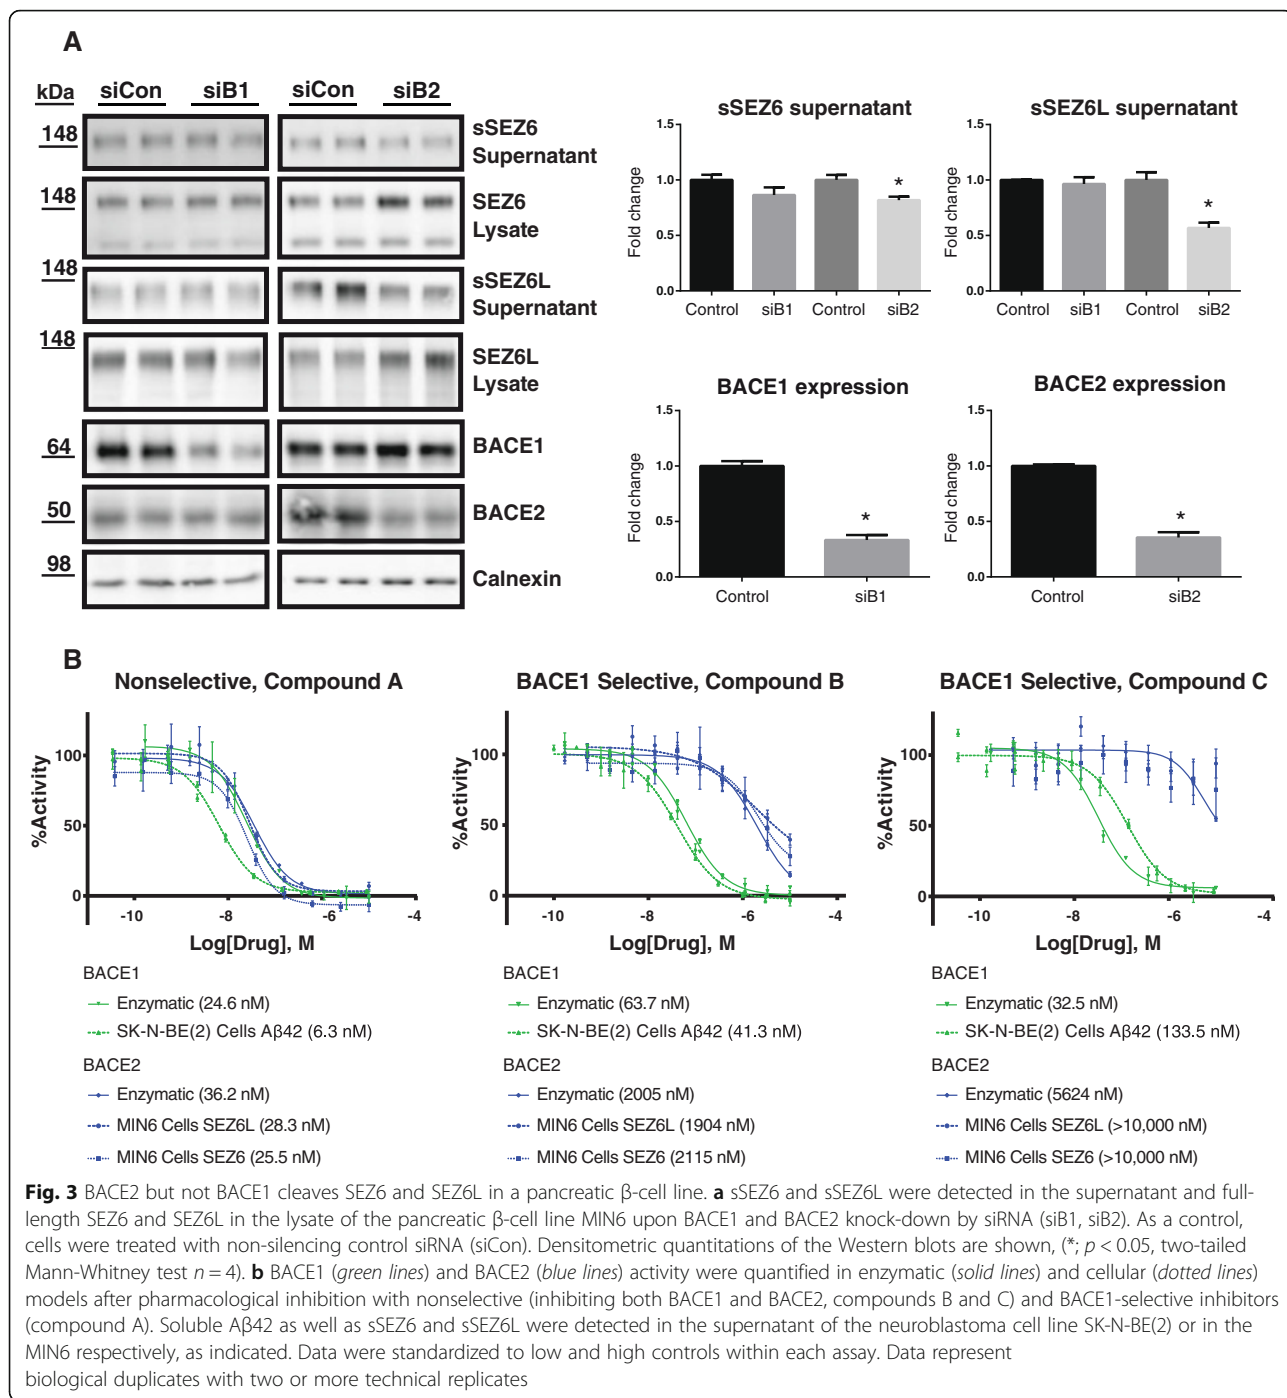 A
kDa
siCon siB1 siCon siB2
148
sSEZ6
Supernatant
148
SEZ6
Lysate
148
sSEZ6L
Supernatant
148
SEZ6L
Lysate
64
BACE1
50
BACE2
98
Calnexin
sSEZ6 supernatant
Fold change
1.5
1.0
0.5
0.0
*
Control siB1 Control siB2
sSEZ6L supernatant
Fold change
1.5
1.0
0.5
0.0
*
Control siB1 Control siB2
BACE1 expression
Fold change
1.5
1.0
0.5
0.0
*
Control siB1
BACE2 expression
Fold change
1.5
1.0
0.5
0.0
*
Control siB2
B
Nonselective, Compound A
%Activity
100
50
0
-10 -8 -6 -4
Log[Drug], M
BACE1
Enzymatic (24.6 nM)
SK-N-BE(2) Cells Aβ42 (6.3 nM)
BACE2
Enzymatic (36.2 nM)
MIN6 Cells SEZ6L (28.3 nM)
MIN6 Cells SEZ6 (25.5 nM)
BACE1 Selective, Compound B
%Activity
100
50
0
-10 -8 -6 -4
Log[Drug], M
BACE1
Enzymatic (63.7 nM)
SK-N-BE(2) Cells Aβ42 (41.3 nM)
BACE2
Enzymatic (2005 nM)
MIN6 Cells SEZ6L (1904 nM)
MIN6 Cells SEZ6 (2115 nM)
BACE1 Selective, Compound C
%Activity
100
50
0
-10 -8 -6 -4
Log[Drug], M
BACE1
Enzymatic (32.5 nM)
SK-N-BE(2) Cells Aβ42 (133.5 nM)
BACE2
Enzymatic (5624 nM)
MIN6 Cells SEZ6L (>10,000 nM)
MIN6 Cells SEZ6 (>10,000 nM)
Fig. 3 BACE2 but not BACE1 cleaves SEZ6 and SEZ6L in a pancreatic β-cell line. a sSEZ6 and sSEZ6L were detected in the supernatant and full-
length SEZ6 and SEZ6L in the lysate of the pancreatic β-cell line MIN6 upon BACE1 and BACE2 knock-down by siRNA (siB1, siB2). As a control,
cells were treated with non-silencing control siRNA (siCon). Densitometric quantitations of the Western blots are shown, (*; p < 0.05, two-tailed
Mann-Whitney test n = 4). b BACE1 (green lines) and BACE2 (blue lines) activity were quantified in enzymatic (solid lines) and cellular (dotted lines)
models after pharmacological inhibition with nonselective (inhibiting both BACE1 and BACE2, compounds B and C) and BACE1-selective inhibitors
(compound A). Soluble Aβ42 as well as sSEZ6 and sSEZ6L were detected in the supernatant of the neuroblastoma cell line SK-N-BE(2) or in the
MIN6 respectively, as indicated. Data were standardized to low and high controls within each assay. Data represent
biological duplicates with two or more technical replicates